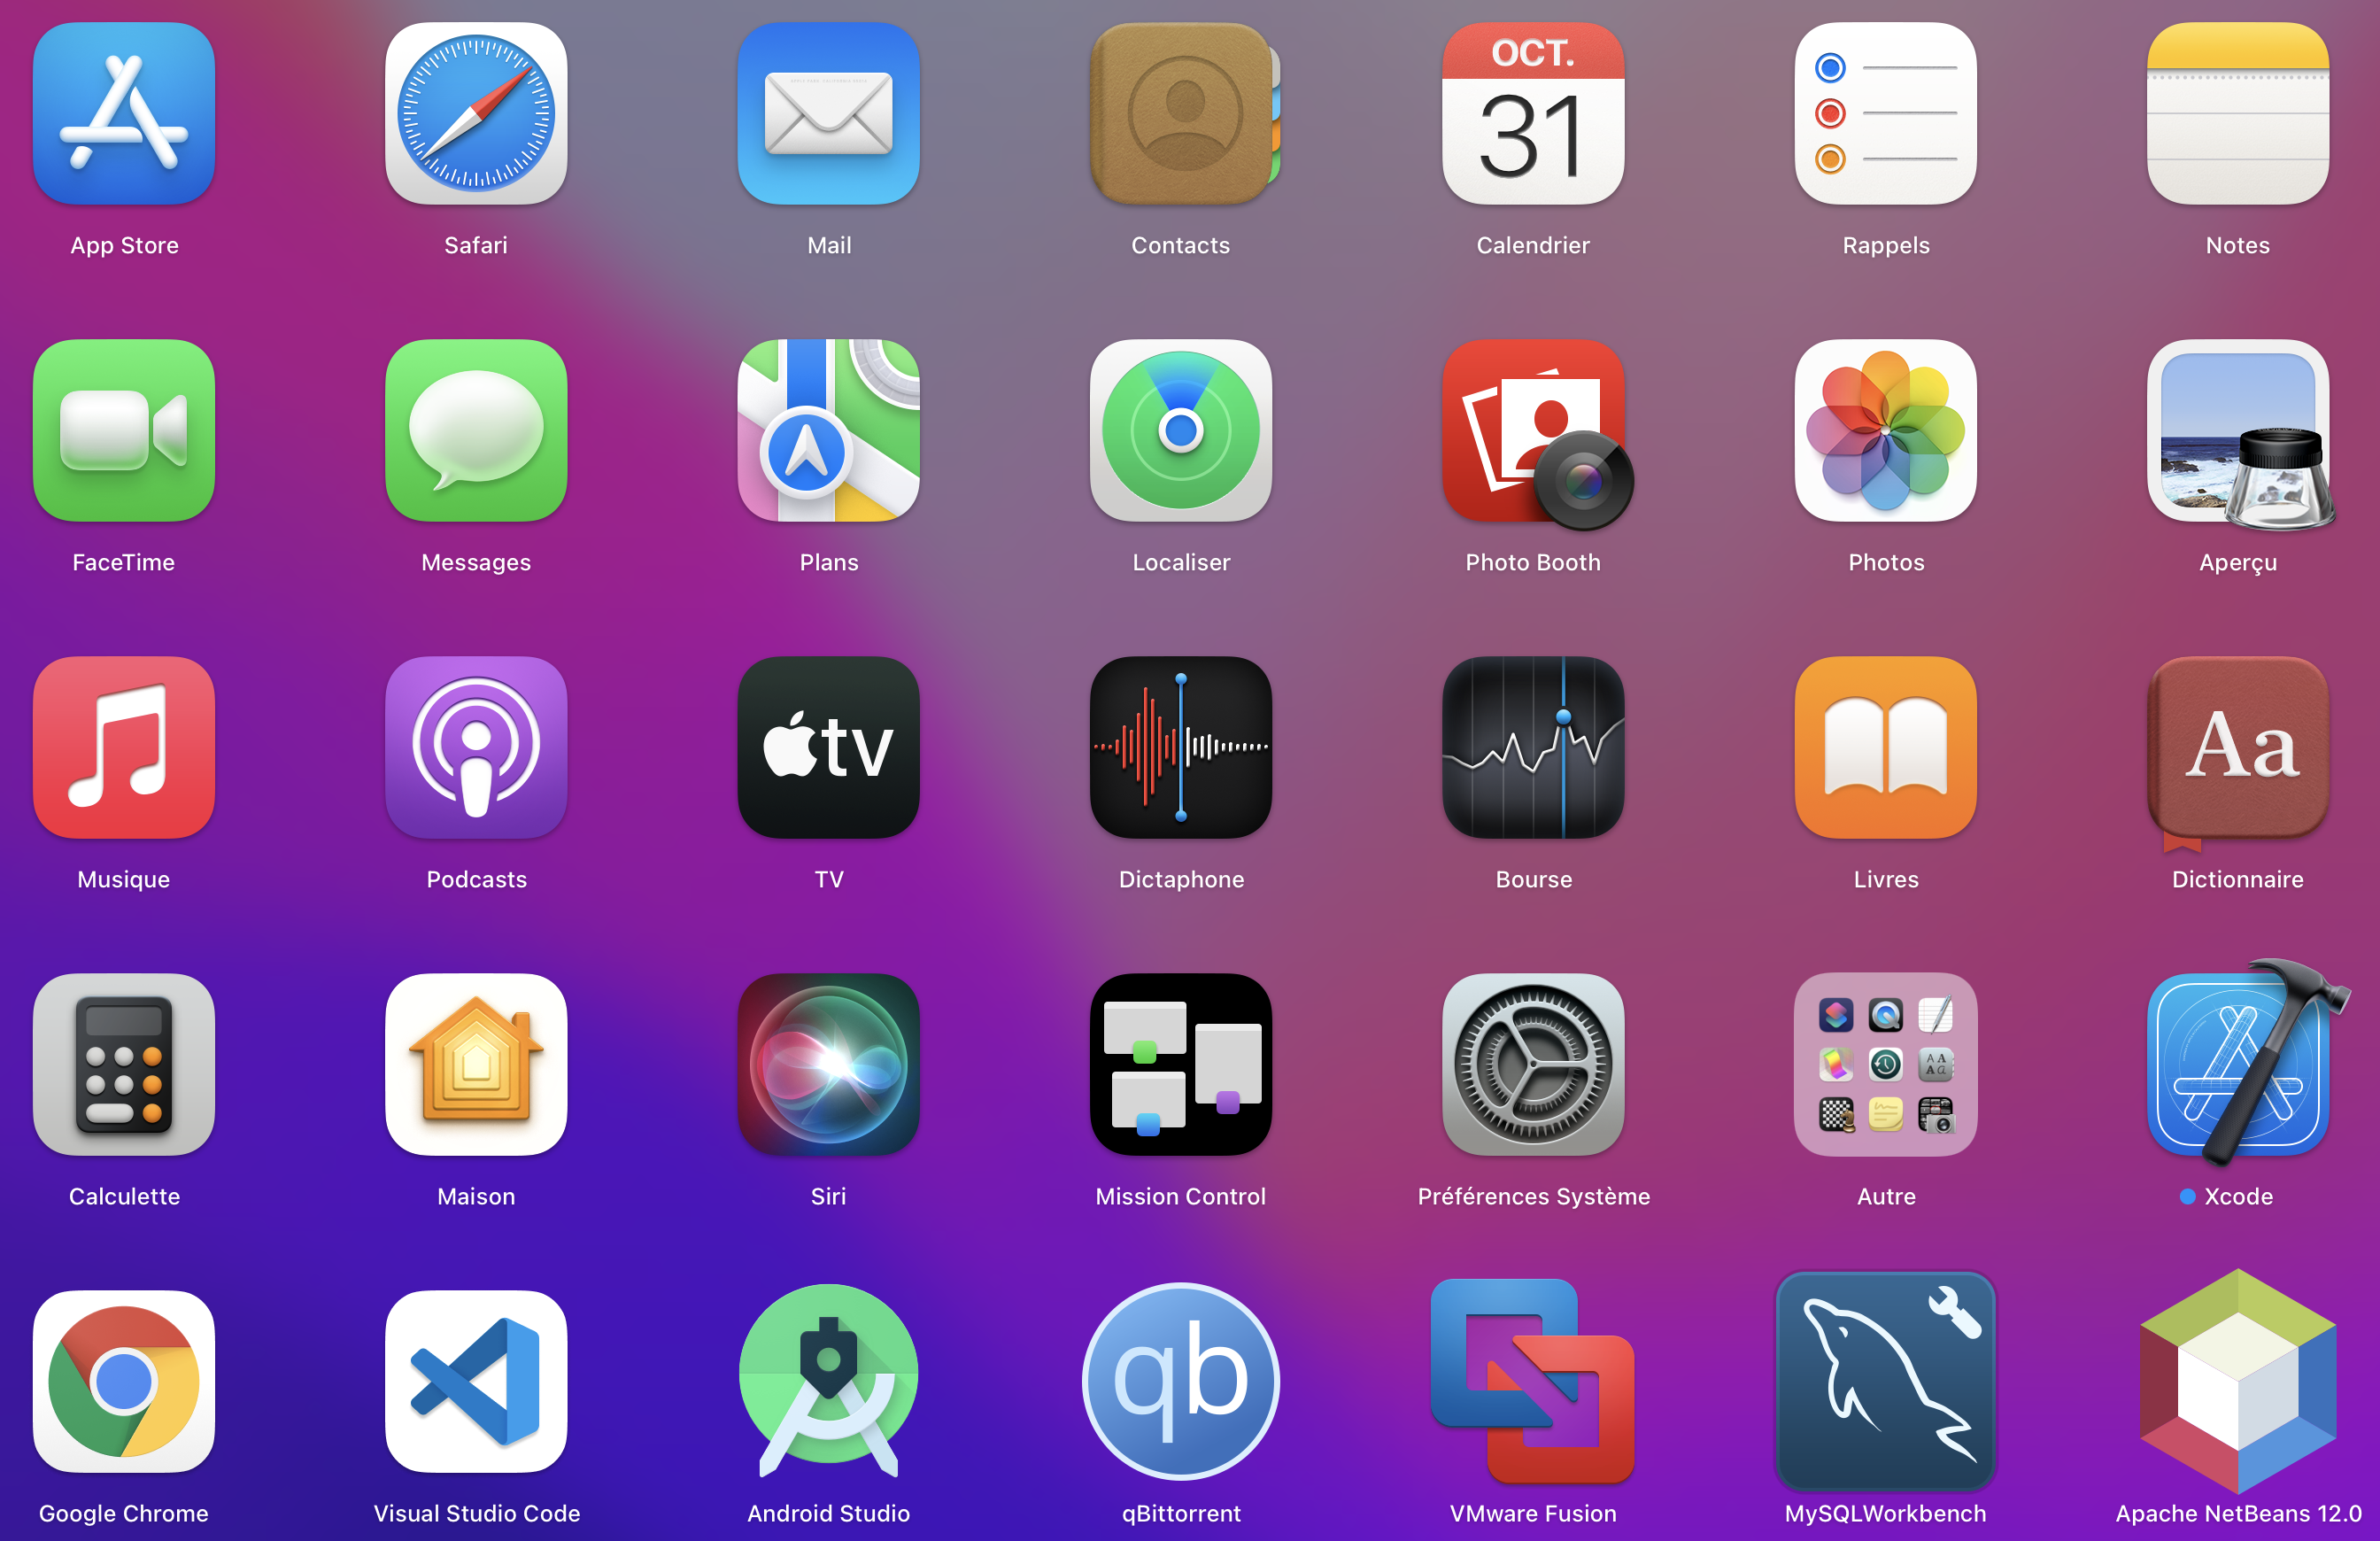 OCT.
31
App Store
Safari
Mail
Contacts
Calendrier
Rappels
Notes
FaceTime
Messages
Plans
Localiser
Photo Booth
Photos
Aperçu
tv
Aa
Musique
Podcasts
TV
Dictaphone
Bourse
Livres
Dictionnaire
Calculette
Maison
Siri
Mission Control
Préférences Système
Autre
Xcode
qb
Google Chrome
Visual Studio Code
Android Studio
qBittorrent
VMware Fusion
MySQLWorkbench
Apache NetBeans 12.0